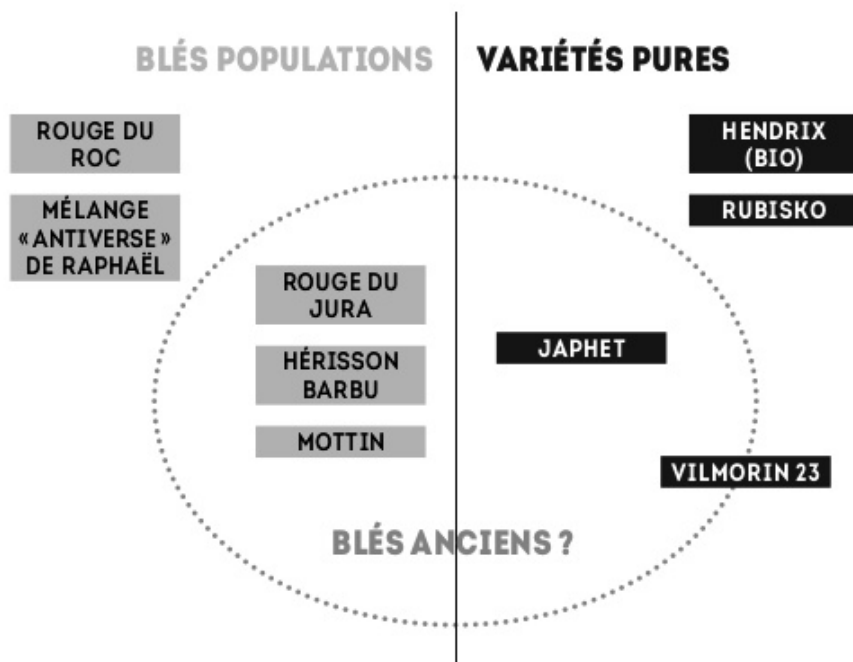 BLÉS POPULATIONS
VARIÉTÉS PURES
ROUGE DU
ROC
MÉLANGE
« ANTIVERSE »
DE RAPHAËL
ROUGE DU
JURA
HÉRISSON
BARBU
MOTTIN
HENDRIX
(BIO)
RUBISKO
JAPHET
VILMORIN 23
BLÉS ANCIENS ?